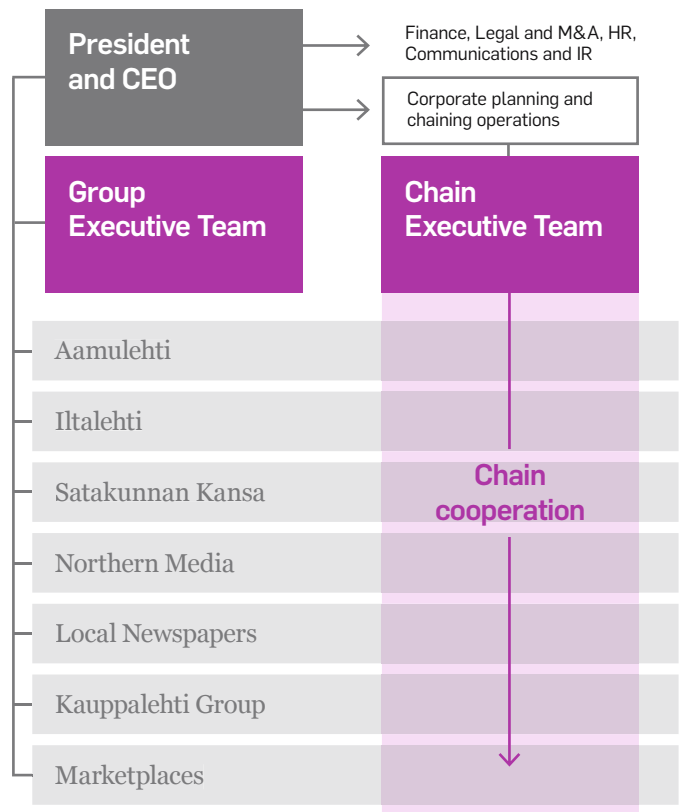 President
and CEO
Finance, Legal and M&A, HR,
Communications and IR
Corporate planning and
chaining operations
Group
Executive Team
Chain
Executive Team
Aamulehti
Iltalehti
Satakunnan Kansa
Chain
cooperation
Northern Media
Local Newspapers
Kauppalehti Group
Marketplaces